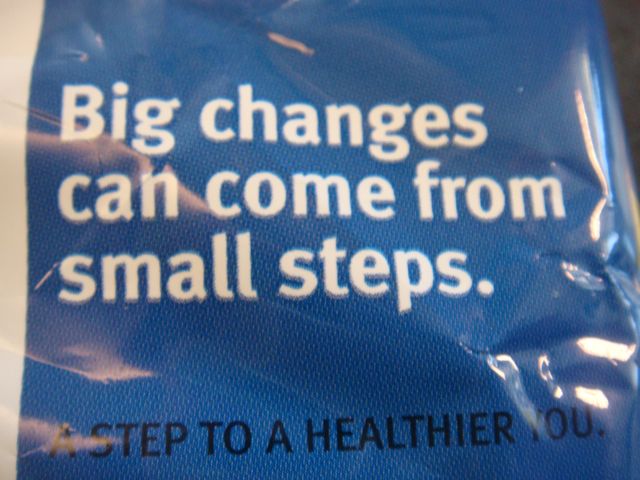 Big changes
can come from
small steps.
A STEP TO A HEALTHIER YOU.